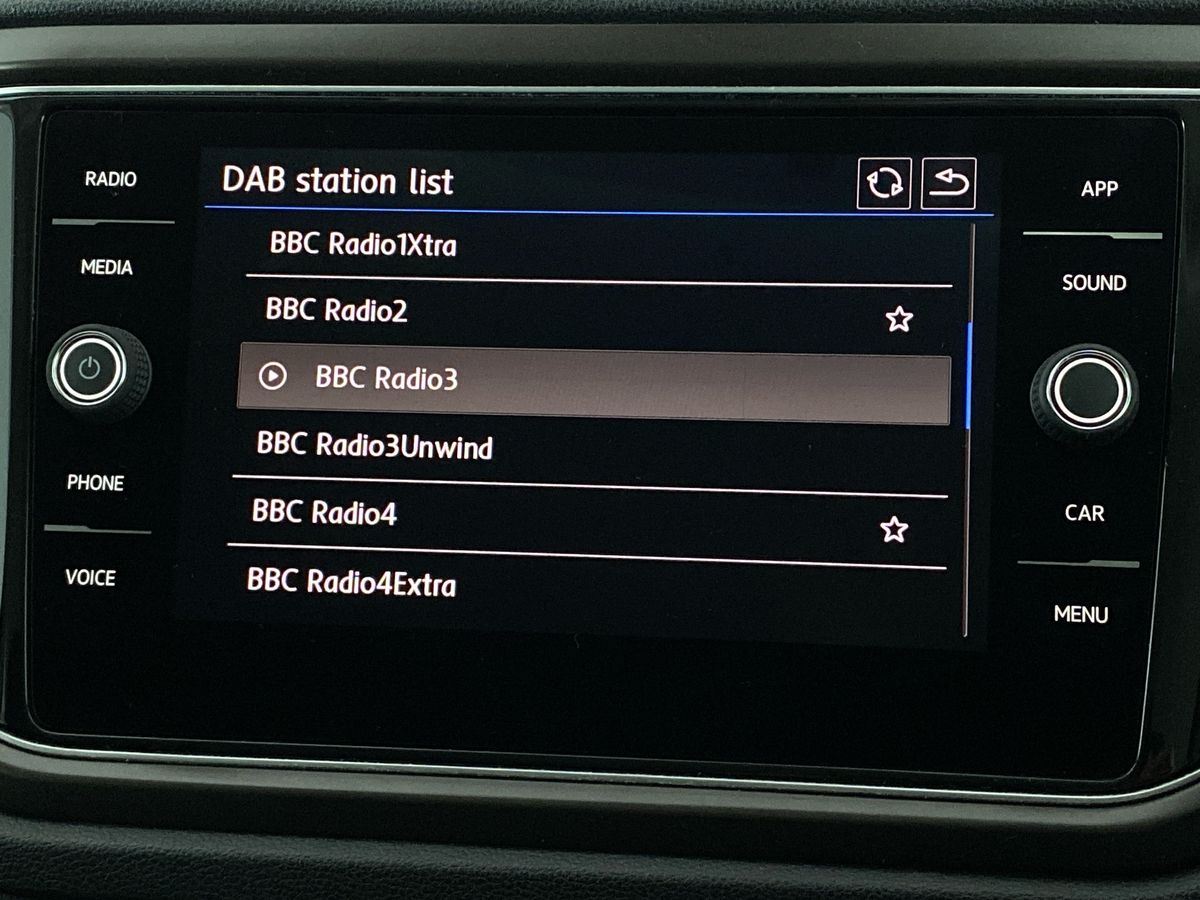 DAB station list
RADIO
MEDIA
PHONE
VOICE
BBC Radio1Xtra
BBC Radio2
BBC Radio3
BBC Radio3Unwind
BBC Radio4
BBC Radio4Extra
APP
SOUND
CAR
MENU